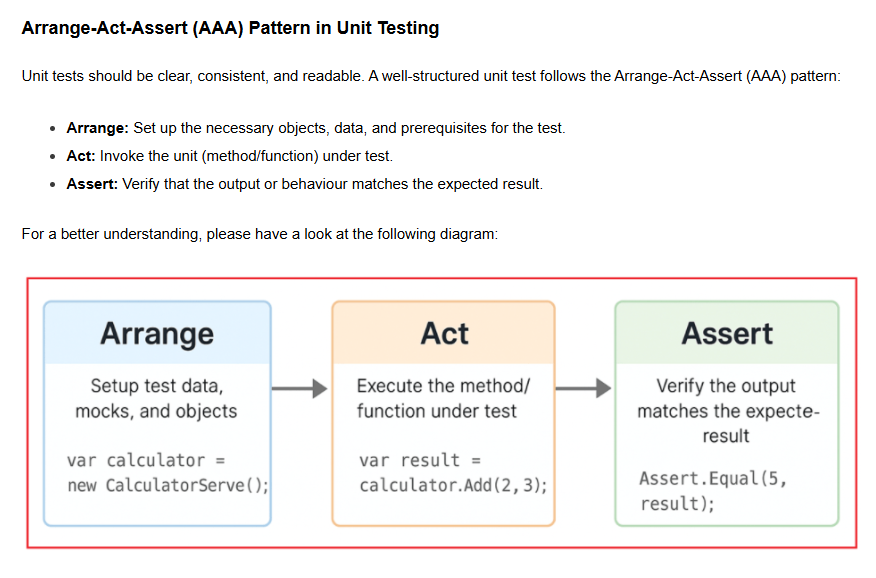 Arrange-Act-Assert (AAA) Pattern in Unit Testing
Unit tests should be clear, consistent, and readable. A well-structured unit test follows the Arrange-Act-Assert (AAA) pattern:
• Arrange: Set up the necessary objects, data, and prerequisites for the test.
• Act: Invoke the unit (method/function) under test.
• Assert: Verify that the output or behaviour matches the expected result.
For a better understanding, please have a look at the following diagram:
Arrange
Setup test data,
mocks, and objects
var calculator =
new CalculatorServe();
Act
Execute the method/
function under test
var result =
calculator.Add(2,3);
Assert
Verify the output
matches the expecte-
result
Assert.Equal(5,
result);